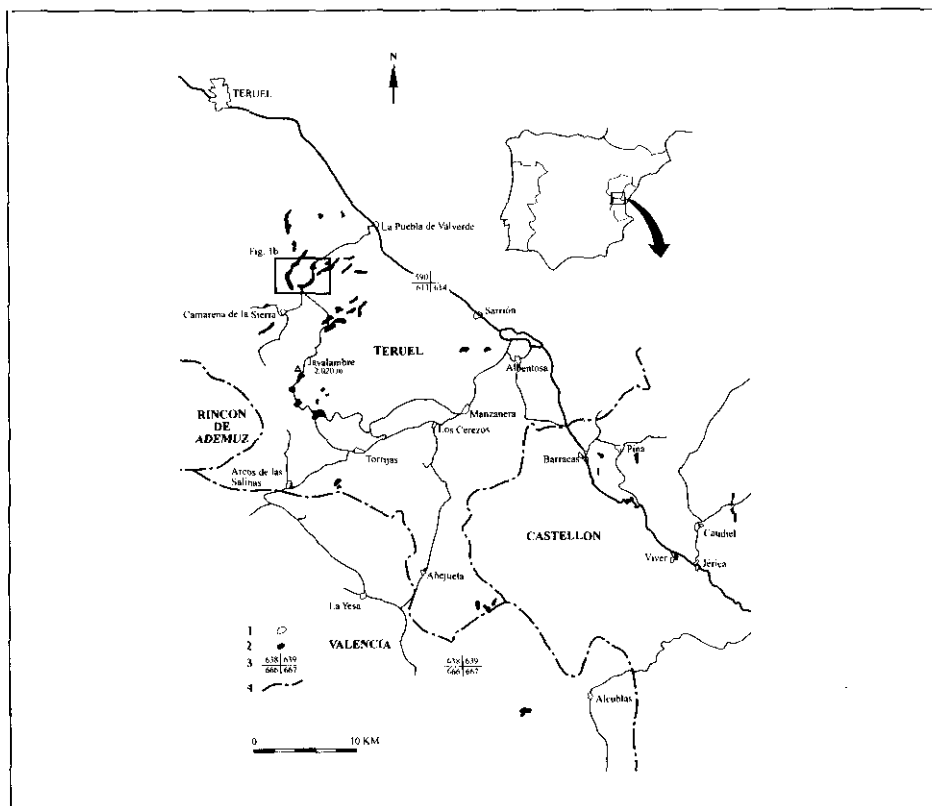 N
TERUEL
La Puebla de Valverde
Fig. 1b
590
611 614
Camarena de la Sierra
Sarrión
TERUEL
Javalambre
2.020 m
Albentosa
RINCON
DE
ADEMUZ
Manzanera
Los Cerezos
Torrijas
Barracas
Pina
Arcos de las
Salinas
CASTELLON
Caudiel
Viver
Jérica
Abejuela
La Yesa
VALENCIA
1
2
3 638 639
666 667
4
638 639
666 667
Alcublas
0 10 KM